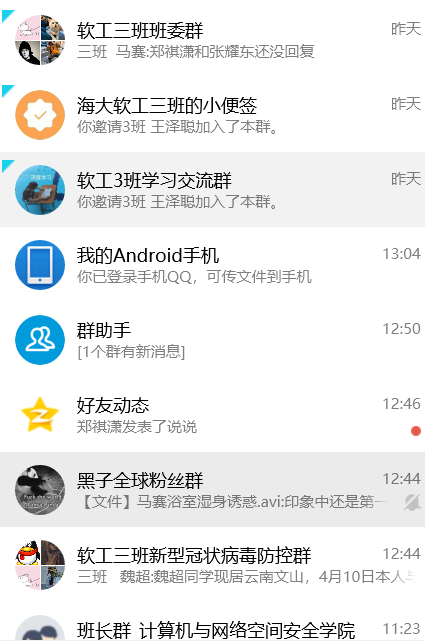 软工三班班委群
昨天
三班 马赛:郑祺潇和张耀东还没回复
海大软工三班的小便签
昨天
你邀请3班 王泽聪加入了本群。
软工3班学习交流群
昨天
你邀请3班 王泽聪加入了本群。
我的Android手机
13:04
你已登录手机QQ，可传文件到手机
群助手
12:50
[1个群有新消息]
好友动态
12:46
郑祺潇发表了说说
黑子全球粉丝群
12:44
【文件】马赛浴室湿身诱惑.avi:印象中还是第一
软工三班新型冠状病毒防控群
12:44
三班 魏超:魏超同学现居云南文山，4月10日本人与
班长群 计算机与网络空间安全学院
11:23